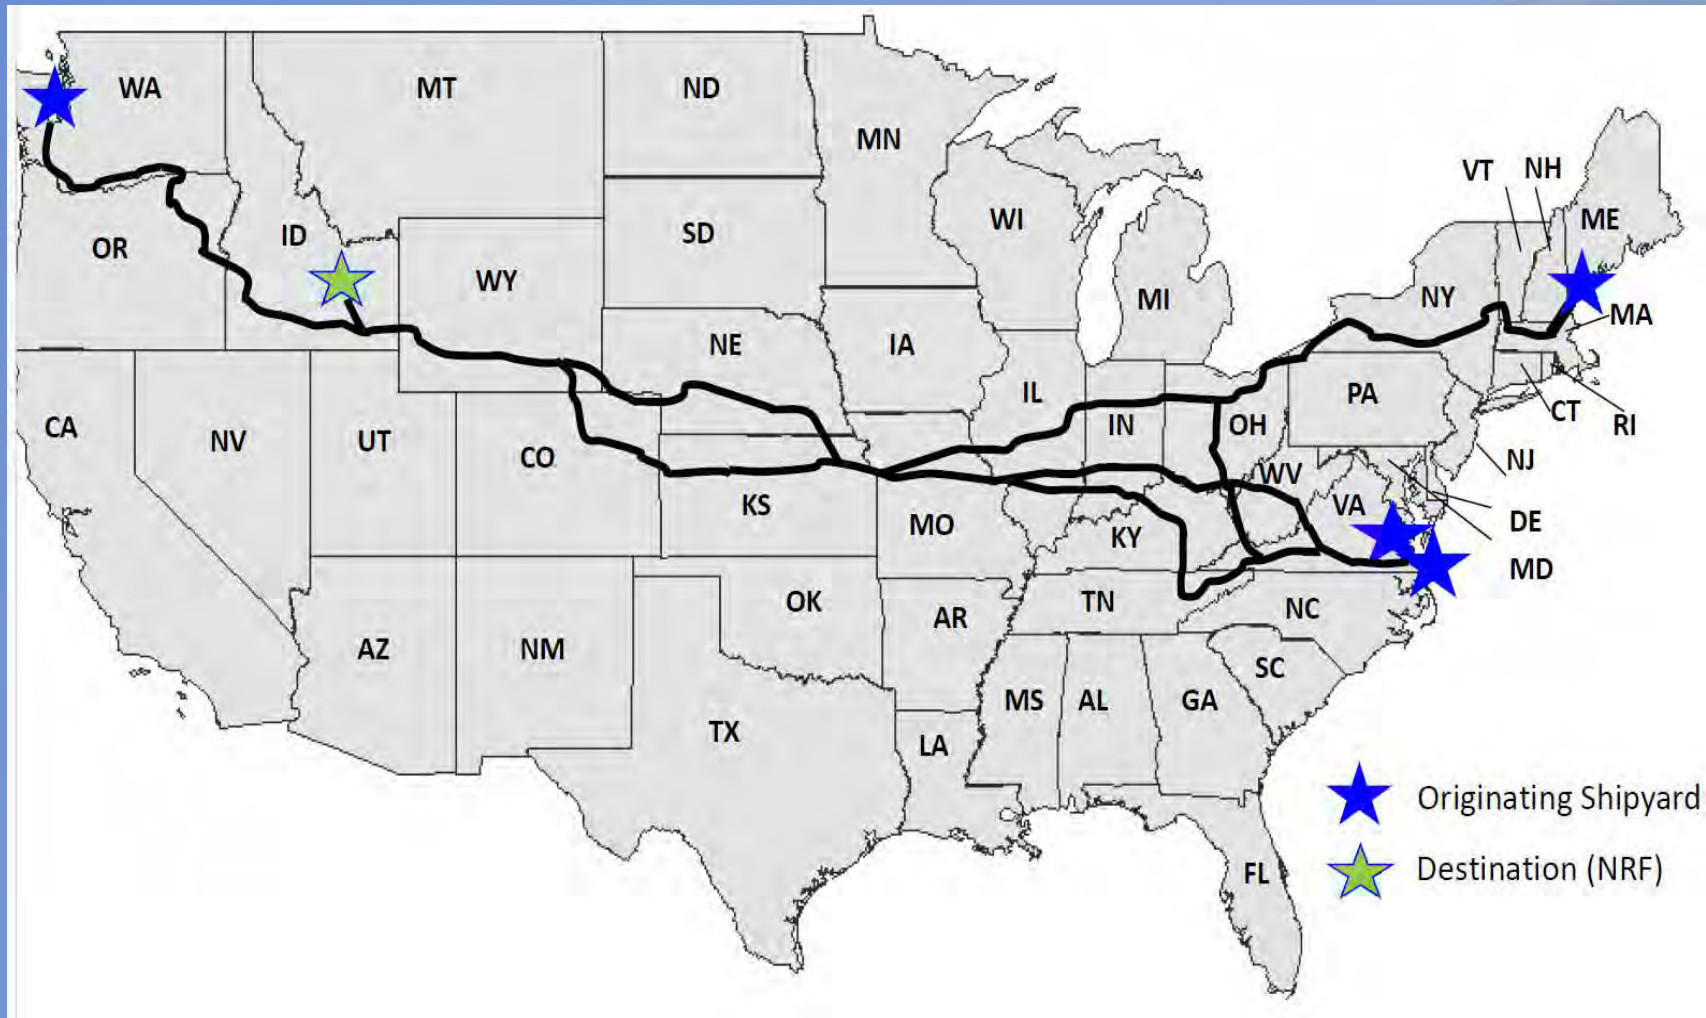 WA
MT
ND
MN
VT
NH
ME
OR
ID
SD
WI
WY
MI
NY
MA
NE
IA
IL
PA
CT
RI
CA
NV
UT
CO
IN
OH
NJ
WV
KS
MO
VA
DE
KY
MD
OK
AR
TN
NC
AZ
NM
SC
TX
MS
AL
GA
LA
FL
Originating Shipyard
Destination (NRF)